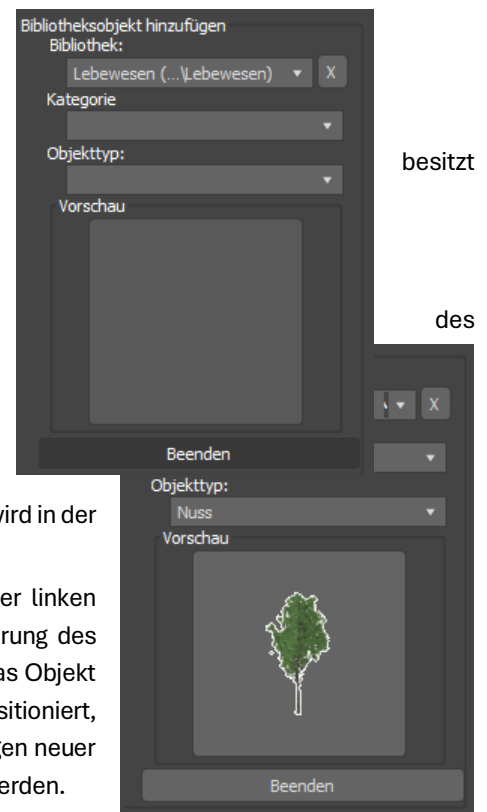 Bibliotheksobjekt hinzufügen
Bibliothek:
Lebewesen (...\Lebewesen)
X
Kategorie
Objekttyp:
Vorschau
Beenden
besitzt
des
X
Objekttyp:
Nuss
Vorschau
Beenden
wird in der
er linken
rung des
as Objekt
sitioniert,
gen neuer
erden.